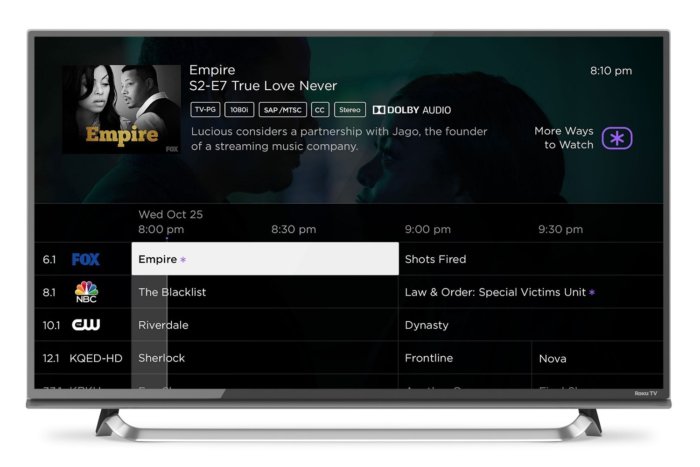 Empire
S2-E7 True Love Never
8:10 pm
TV-PG 1080i SAP/MTSC CC Stereo DOLBY AUDIO
Lucious considers a partnership with Jago, the founder
of a streaming music company.
More Ways
to Watch
Empire
FOX
Wed Oct 25
8:00 pm 8:30 pm 9:00 pm 9:30 pm
6.1 FOX Empire * Shots Fired
8.1 NBC The Blacklist Law & Order: Special Victims Unit *
10.1 CW Riverdale Dynasty
12.1 KQED-HD Sherlock Frontline Nova
Roku TV